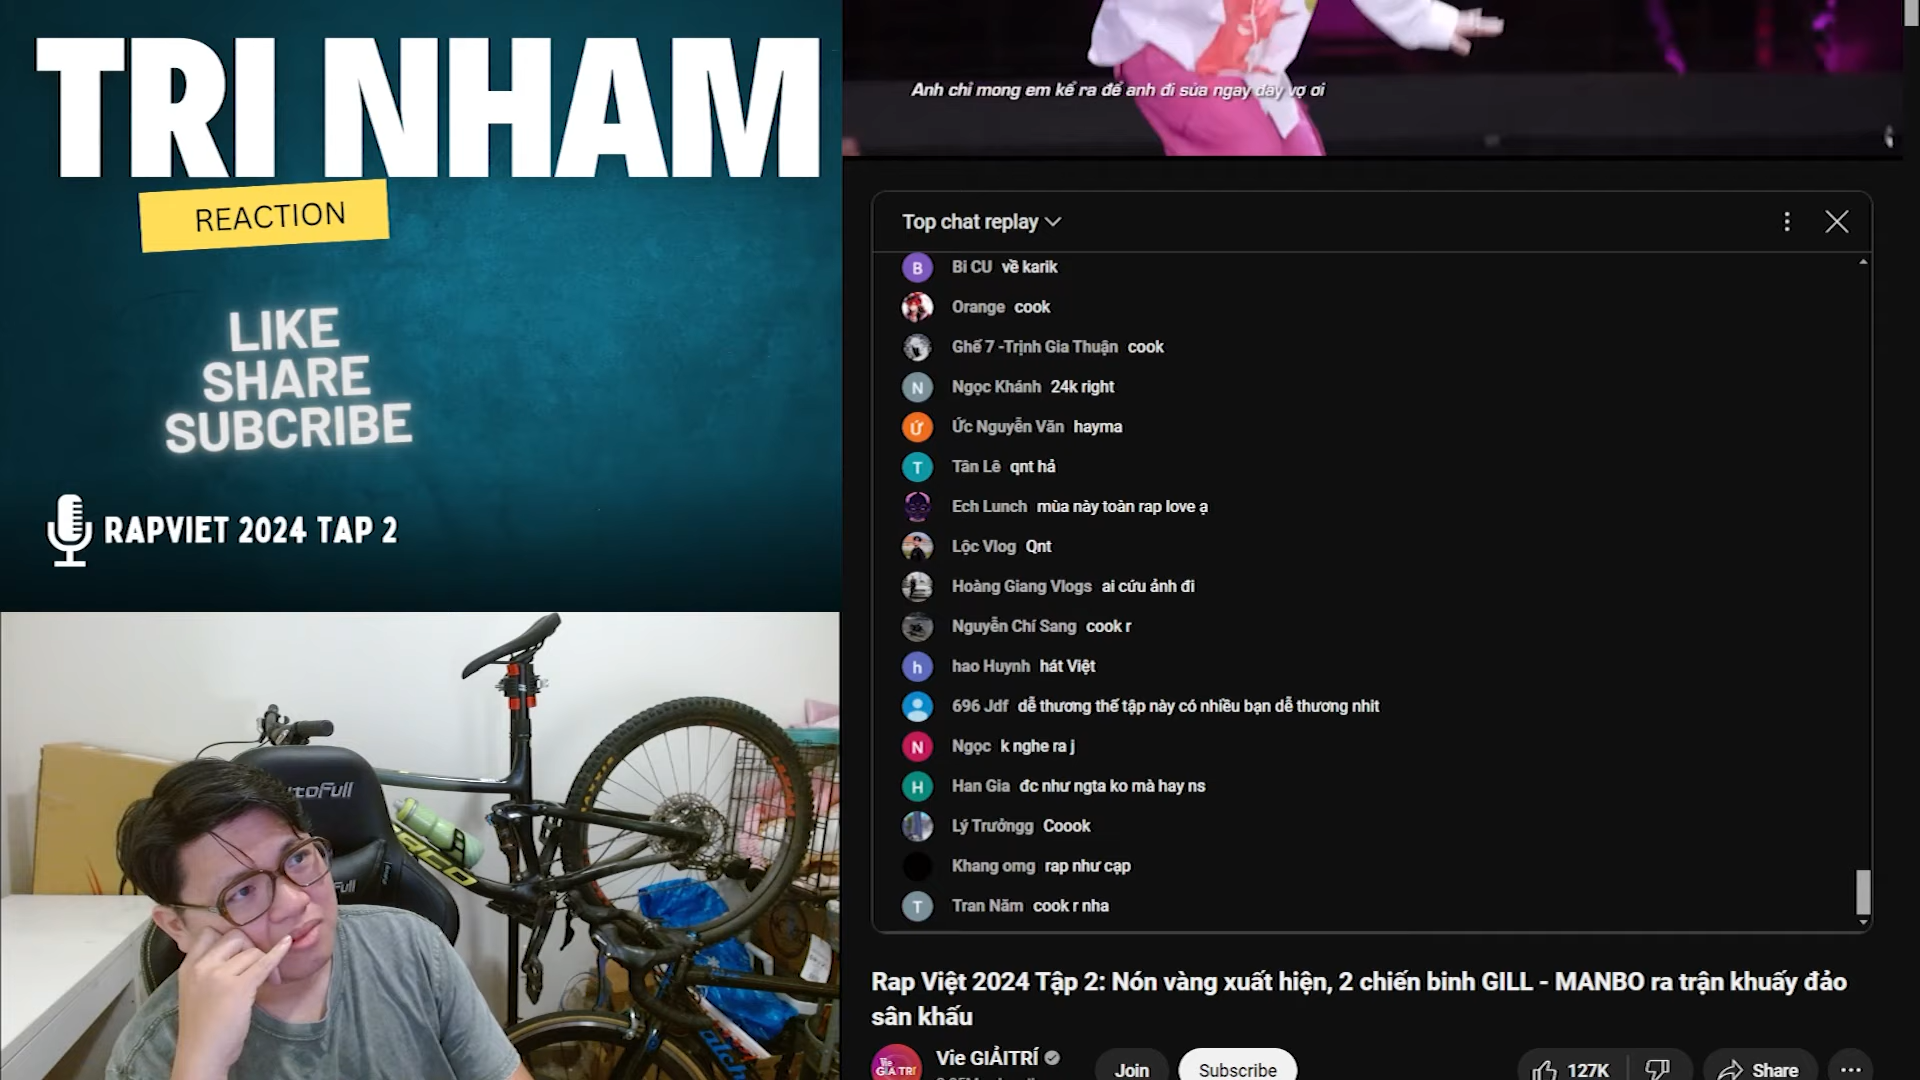 TRI NHAM
REACTION
LIKE
SHARE
SUBCRIBE
RAPVIET 2024 TAP 2
Anh chỉ mong em kể ra để anh đi sửa ngay đây vợ ơi
Top chat replay
B Bi CU về karik
Orange cook
Ghế 7 -Trịnh Gia Thuận cook
N Ngọc Khánh 24k right
Ứ Ức Nguyễn Văn hayma
T Tân Lê qnt hả
Ech Lunch mùa này toàn rap love ạ
Lộc Vlog Qnt
Hoàng Giang Vlogs ai cứu ảnh đi
Nguyễn Chí Sang cook r
h hao Huynh hát Việt
696 Jdf dễ thương thế tập này có nhiều bạn dễ thương nhit
N Ngọc k nghe ra j
H Han Gia đc như ngta ko mà hay ns
Lý Trưởngg Coook
Khang omg rap như cạp
T Tran Năm cook r nha
Rap Việt 2024 Tập 2: Nón vàng xuất hiện, 2 chiến binh GILL - MANBO ra trận khuấy đảo
sân khấu
Vie GIẢITRÍ
Vie GIẢI TRÍ
Join
Subscribe
127K
Share
AutoFull